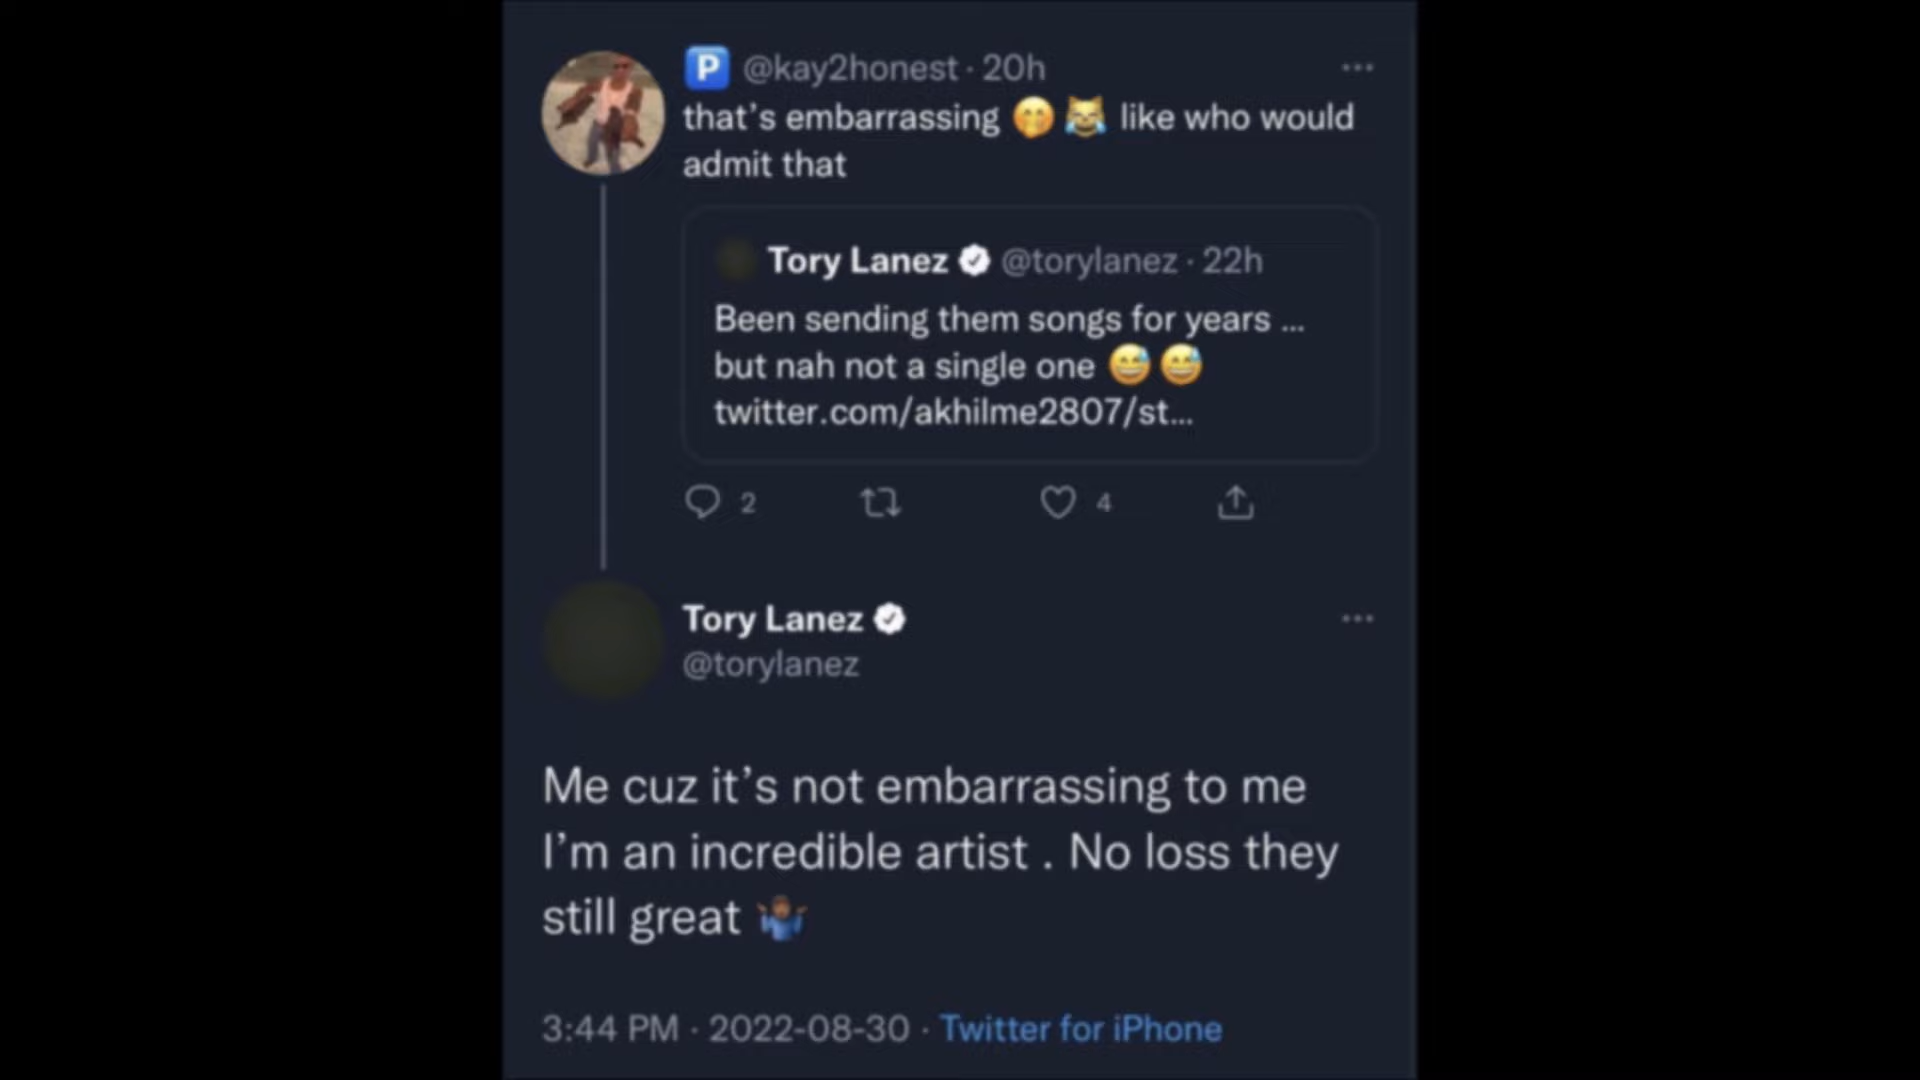 🅿️ @kay2honest · 20h
that's embarrassing 🤭 😹 like who would
admit that
Tory Lanez @torylanez · 22h
Been sending them songs for years ...
but nah not a single one 😅 😅
twitter.com/akhilme2807/st...
2 4
Tory Lanez
@torylanez
Me cuz it's not embarrassing to me
I'm an incredible artist . No loss they
still great 🤷🏾‍♂️
3:44 PM · 2022-08-30 · Twitter for iPhone